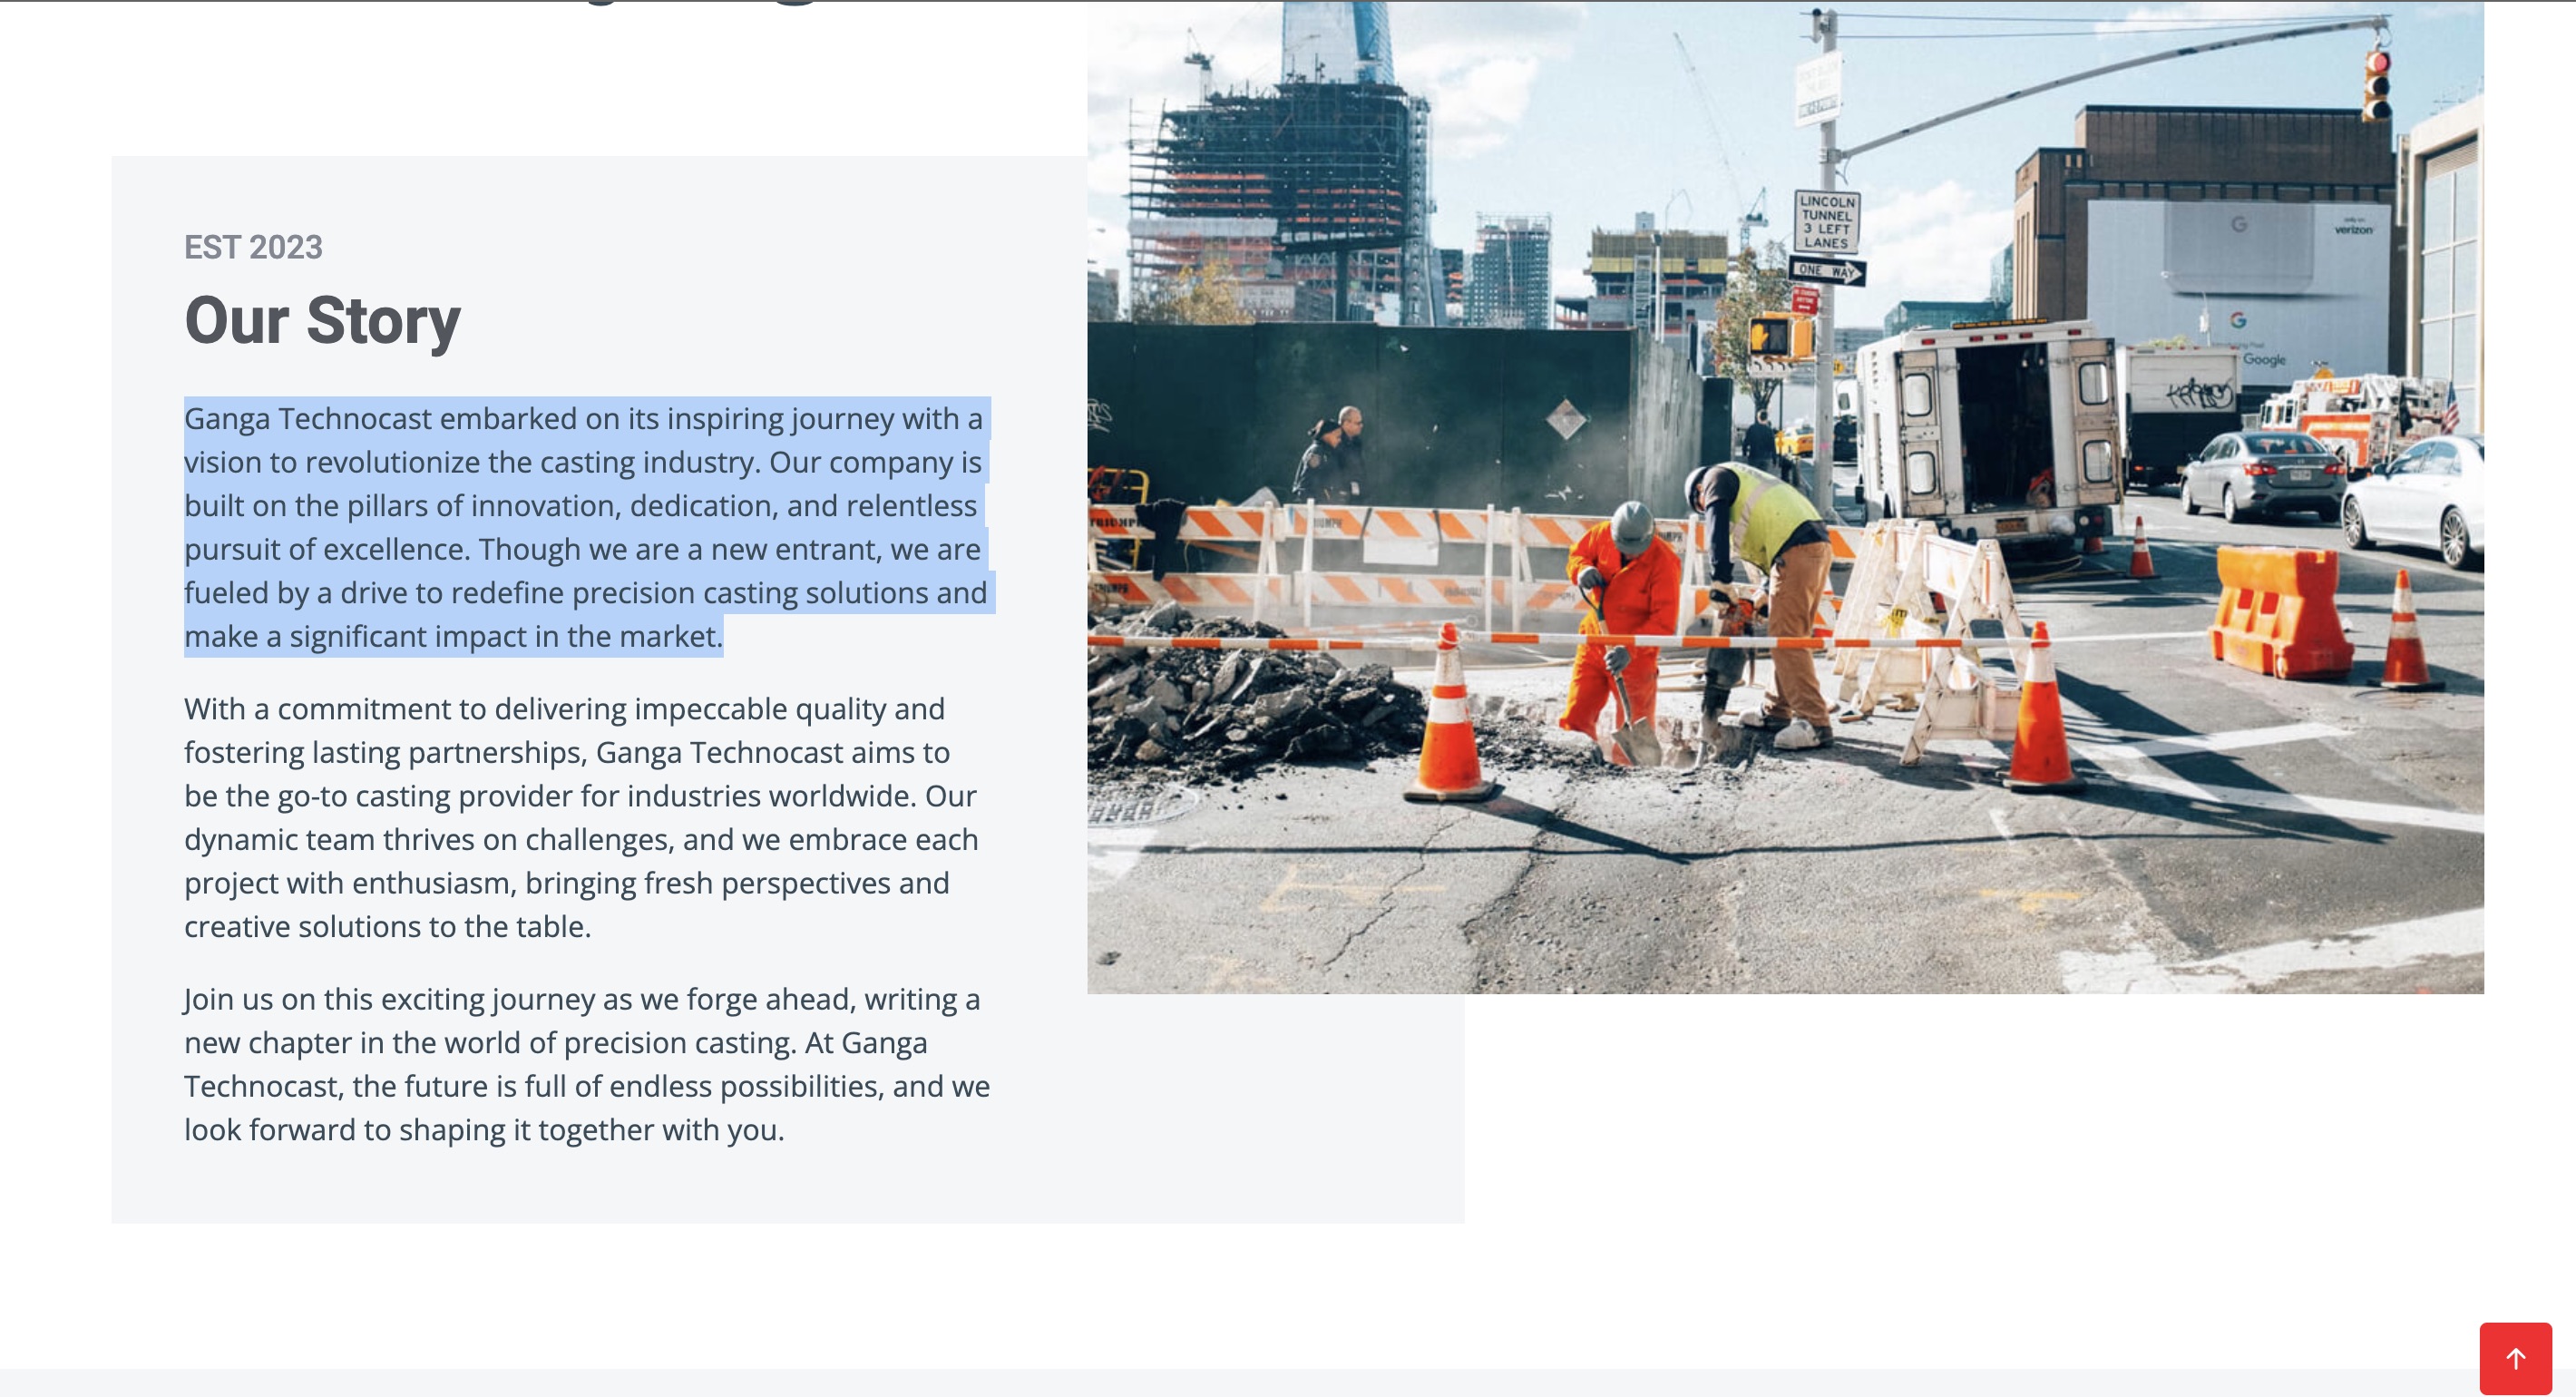 EST 2023
Our Story
Ganga Technocast embarked on its inspiring journey with a
vision to revolutionize the casting industry. Our company is
built on the pillars of innovation, dedication, and relentless
pursuit of excellence. Though we are a new entrant, we are
fueled by a drive to redefine precision casting solutions and
make a significant impact in the market.
With a commitment to delivering impeccable quality and
fostering lasting partnerships, Ganga Technocast aims to
be the go-to casting provider for industries worldwide. Our
dynamic team thrives on challenges, and we embrace each
project with enthusiasm, bringing fresh perspectives and
creative solutions to the table.
Join us on this exciting journey as we forge ahead, writing a
new chapter in the world of precision casting. At Ganga
Technocast, the future is full of endless possibilities, and we
look forward to shaping it together with you.
LINCOLN
TUNNEL
3 LEFT
LANES
ONE WAY
G
only on
verizon
G
Google
TRIUMPH
TRIUMPH